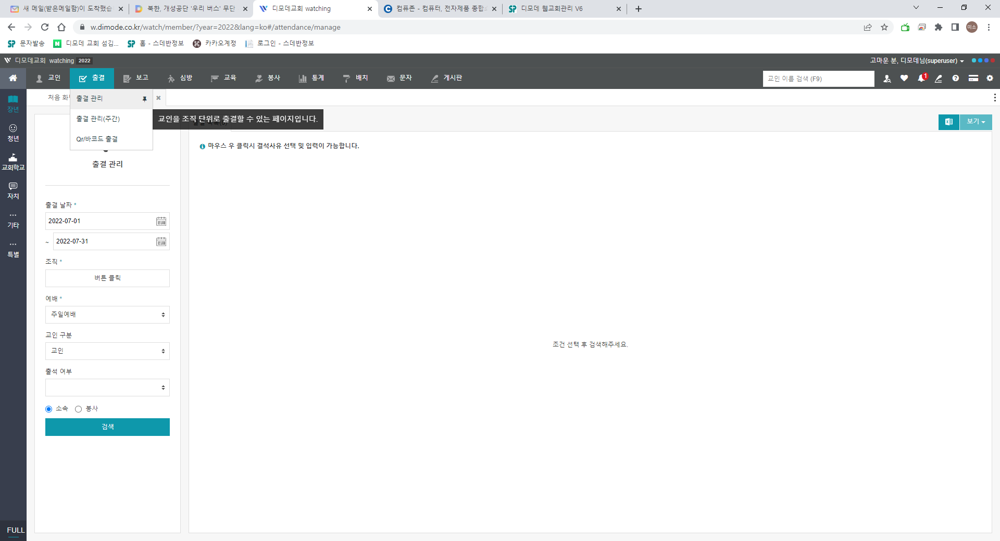 새 메일(받은메일함)이 도착했습
북한, 개성공단 '우리 버스' 무단
디모데교회 watching
컴퓨존 - 컴퓨터, 전자제품 종합
디모데 웹교회관리 V6
w.dimode.co.kr/watch/member/?year=2022&lang=ko#/attendance/manage
미소
문자발송
디모데 교회 섬김...
홈 - 스데반정보
카카오계정
로그인 - 스데반정보
디모데교회 watching 2022
고마운 분, 디모데님(superuser)
교인
출결
보고
심방
교육
봉사
통계
배치
문자
게시판
교인 이름 검색 (F9)
1
장년
청년
교회학교
자치
기타
특별
FULL
처음 화
출결 관리
출결 관리(주간)
Qr/바코드 출결
교인을 조직 단위로 출결할 수 있는 페이지입니다.
보기
마우스 우 클릭시 결석사유 선택 및 입력이 가능합니다.
출결 관리
출결 날짜 *
2022-07-01
~ 2022-07-31
조직 *
버튼 클릭
예배 *
주일예배
교인 구분
교인
출석 여부
소속 봉사
검색
조건 선택 후 검색해주세요.